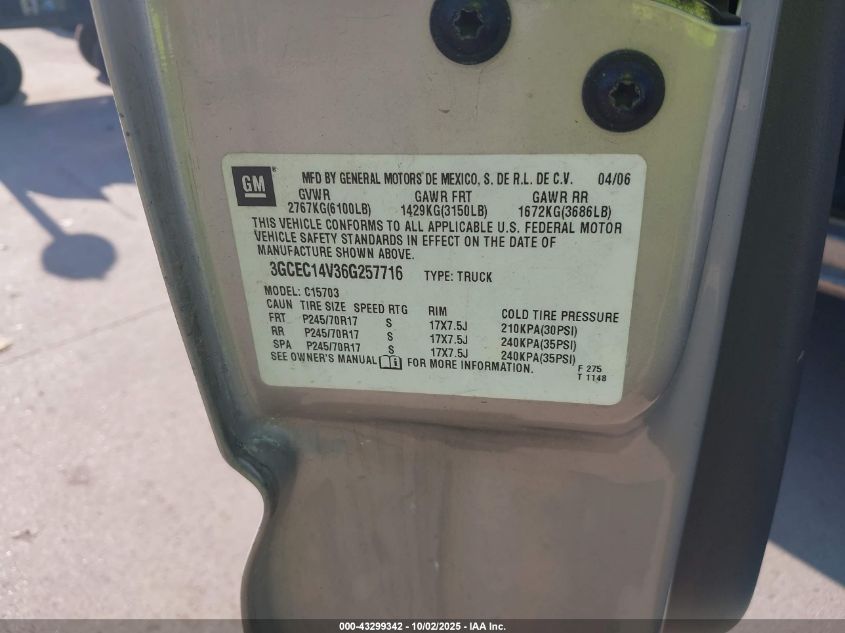 GM ® MFD BY GENERAL MOTORS DE MEXICO, S. DE R.L. DE C.V. 04/06
GVWR GAWR FRT GAWR RR
2767KG(6100LB) 1429KG(3150LB) 1672KG(3686LB)
THIS VEHICLE CONFORMS TO ALL APPLICABLE U.S. FEDERAL MOTOR
VEHICLE SAFETY STANDARDS IN EFFECT ON THE DATE OF
MANUFACTURE SHOWN ABOVE.
3GCEC14V36G257716 TYPE: TRUCK
MODEL: C15703
CAUN TIRE SIZE SPEED RTG RIM COLD TIRE PRESSURE
FRT P245/70R17 S 17X7.5J 210KPA(30PSI)
RR P245/70R17 S 17X7.5J 240KPA(35PSI)
SPA P245/70R17 S 17X7.5J 240KPA(35PSI)
SEE OWNER'S MANUAL i FOR MORE INFORMATION. F 275
T 1148
000-43299342 - 10/02/2025 - IAA Inc.